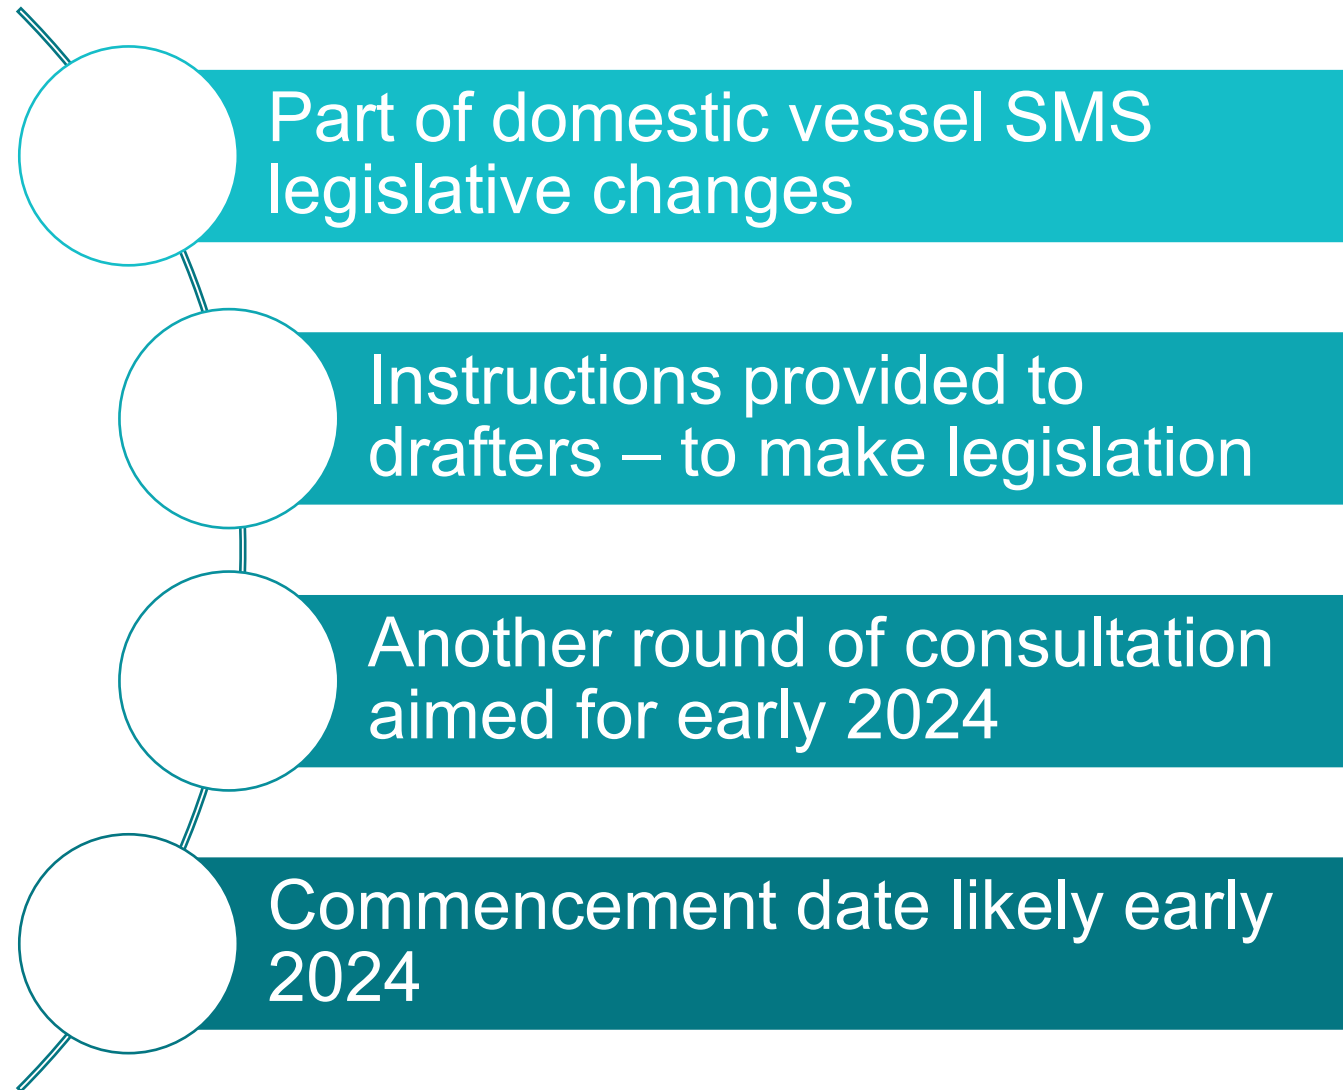 Part of domestic vessel SMS
legislative changes
Instructions provided to
drafters – to make legislation
Another round of consultation
aimed for early 2024
Commencement date likely early
2024